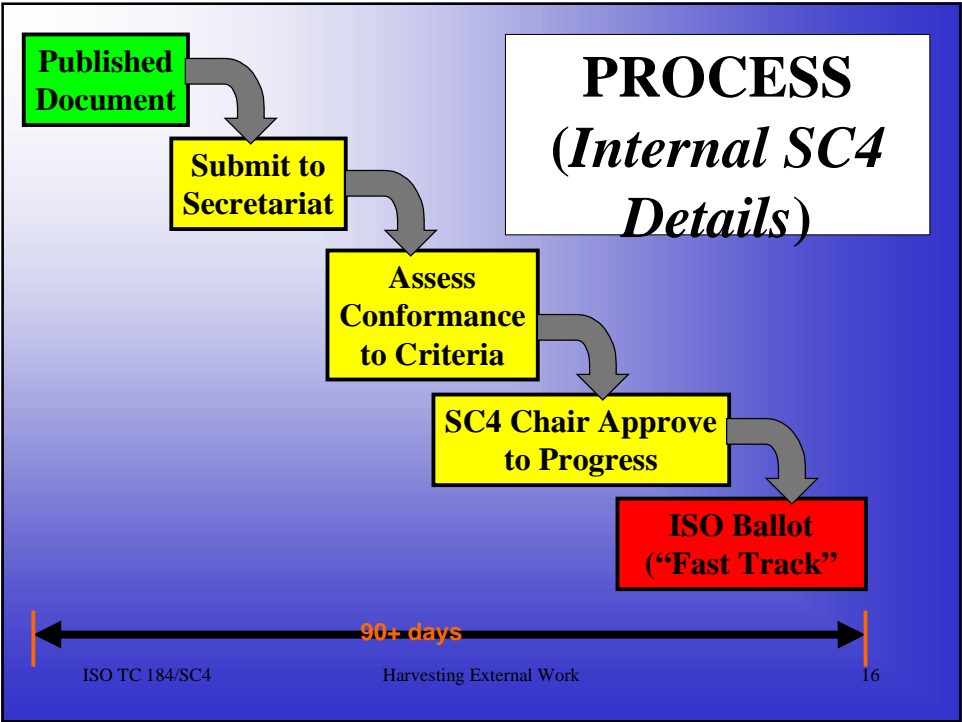 PROCESS
(Internal SC4
Details)
Published
Document
Submit to
Secretariat
Assess
Conformance
to Criteria
SC4 Chair Approve
to Progress
ISO Ballot
(“Fast Track”
90+ days
ISO TC 184/SC4
Harvesting External Work
16